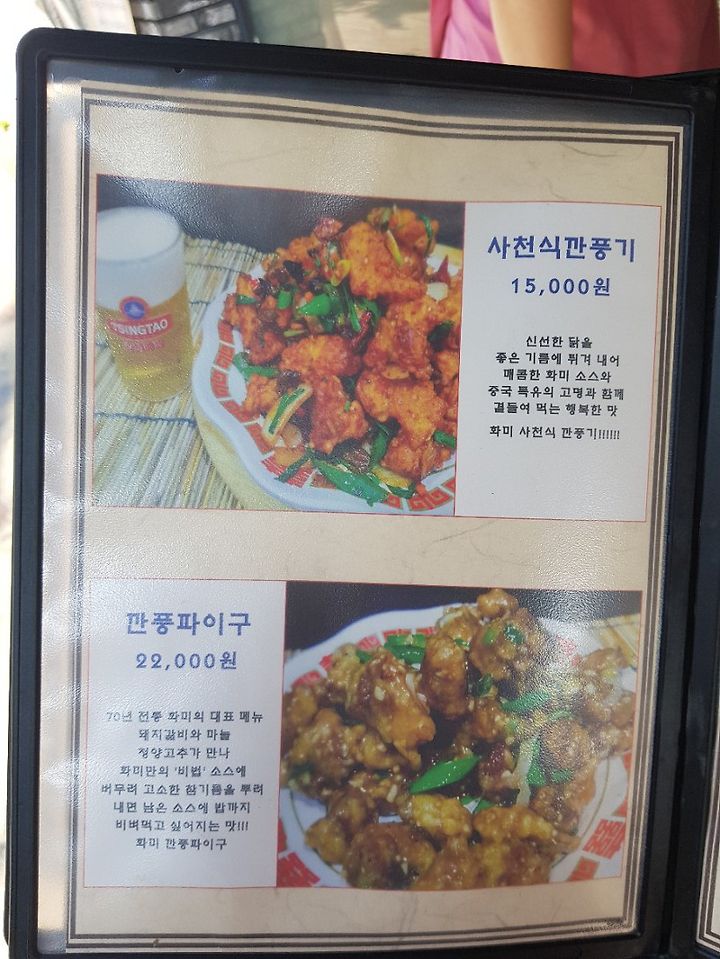 TSINGTAO
사천식깐풍기
15,000원
신선한 닭을
좋은 기름에 튀겨 내어
매콤한 화미 소스와
중국 특유의 고명과 함께
곁들여 먹는 행복한 맛
화미 사천식 깐풍기!!!!!!
깐풍파이구
22,000원
70년 전통 화미의 대표 메뉴
돼지갈비와 마늘
청양고추가 만나
화미만의 '비법' 소스에
버무려 고소한 참기름을 뿌려
내면 남은 소스에 밥까지
비벼먹고 싶어지는 맛!!!
화미 깐풍파이구